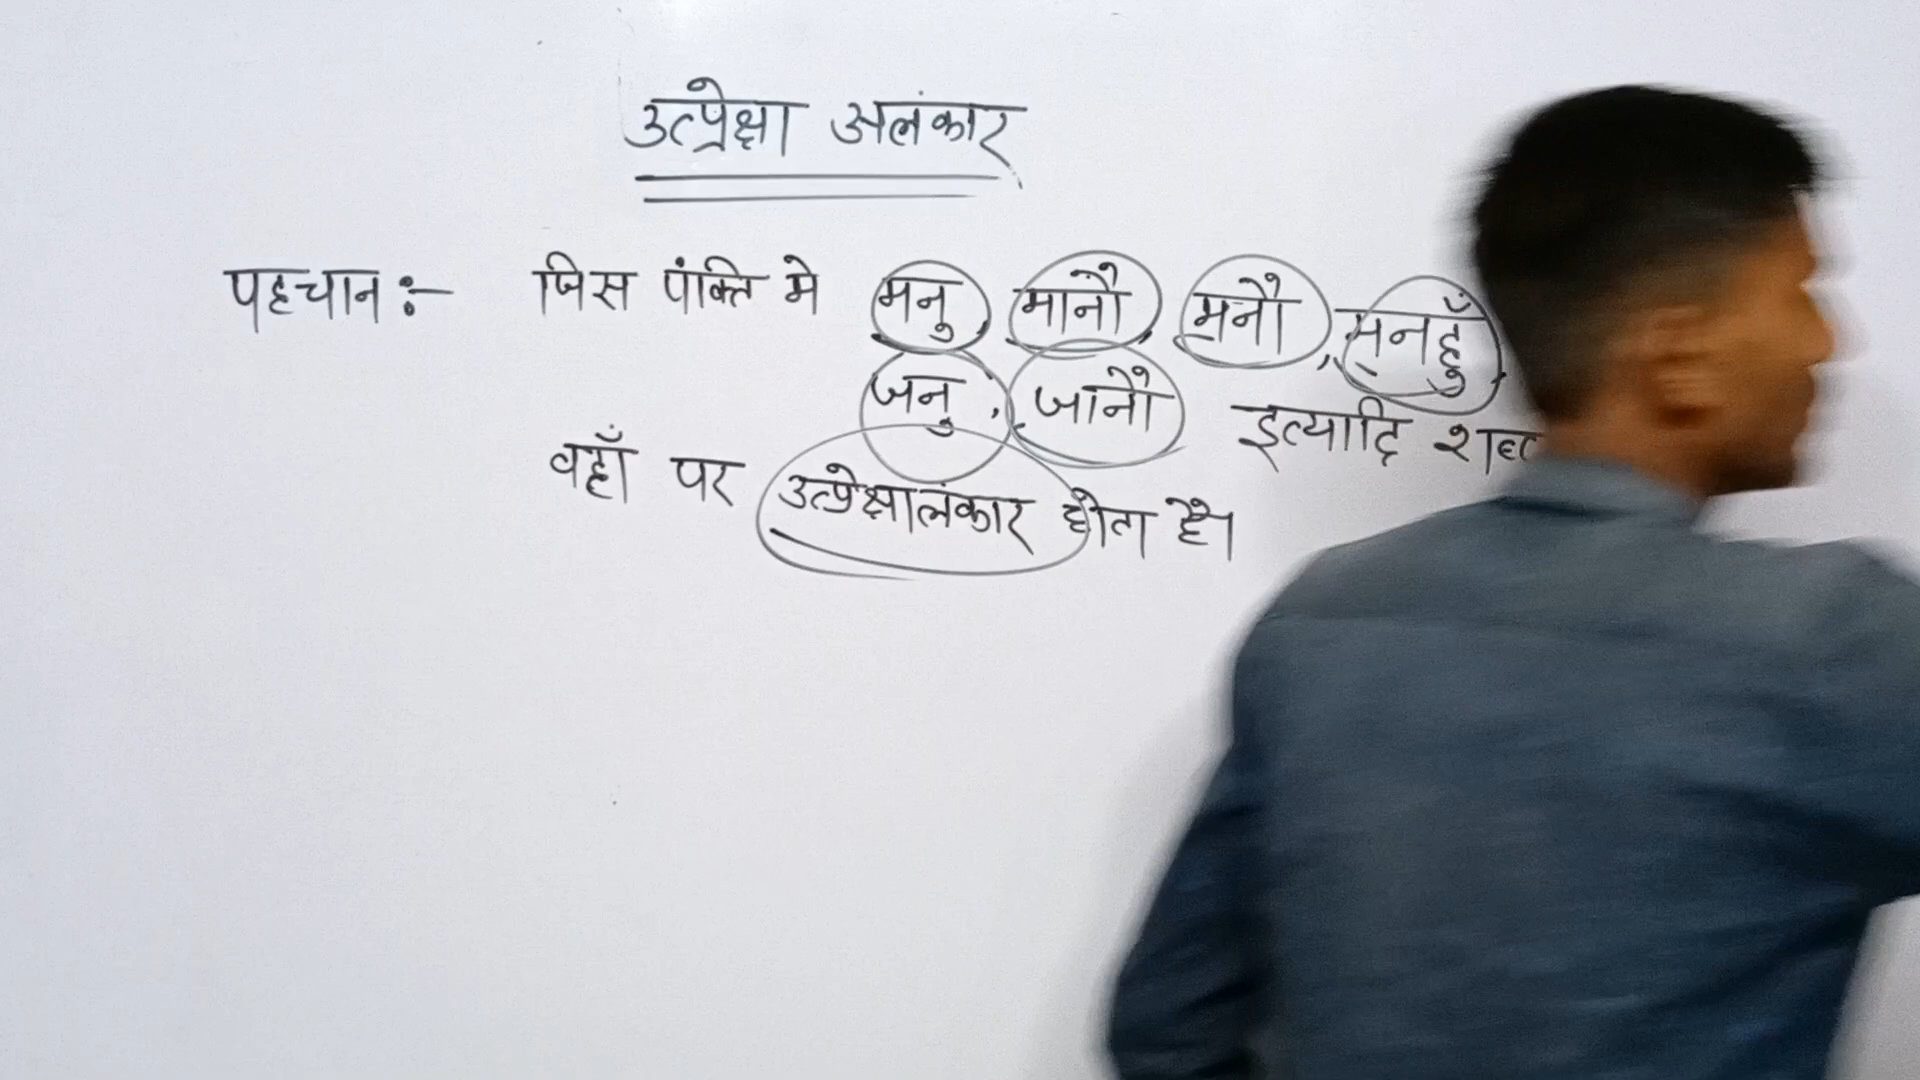 उत्प्रेक्षा अलंकार
पहचान :- जिस पंक्ति मे मनु, मानौ, मनौ, मनहुँ,
जनु, जानौ इत्यादि
वहाँ पर उत्प्रेक्षालंकार होता है।